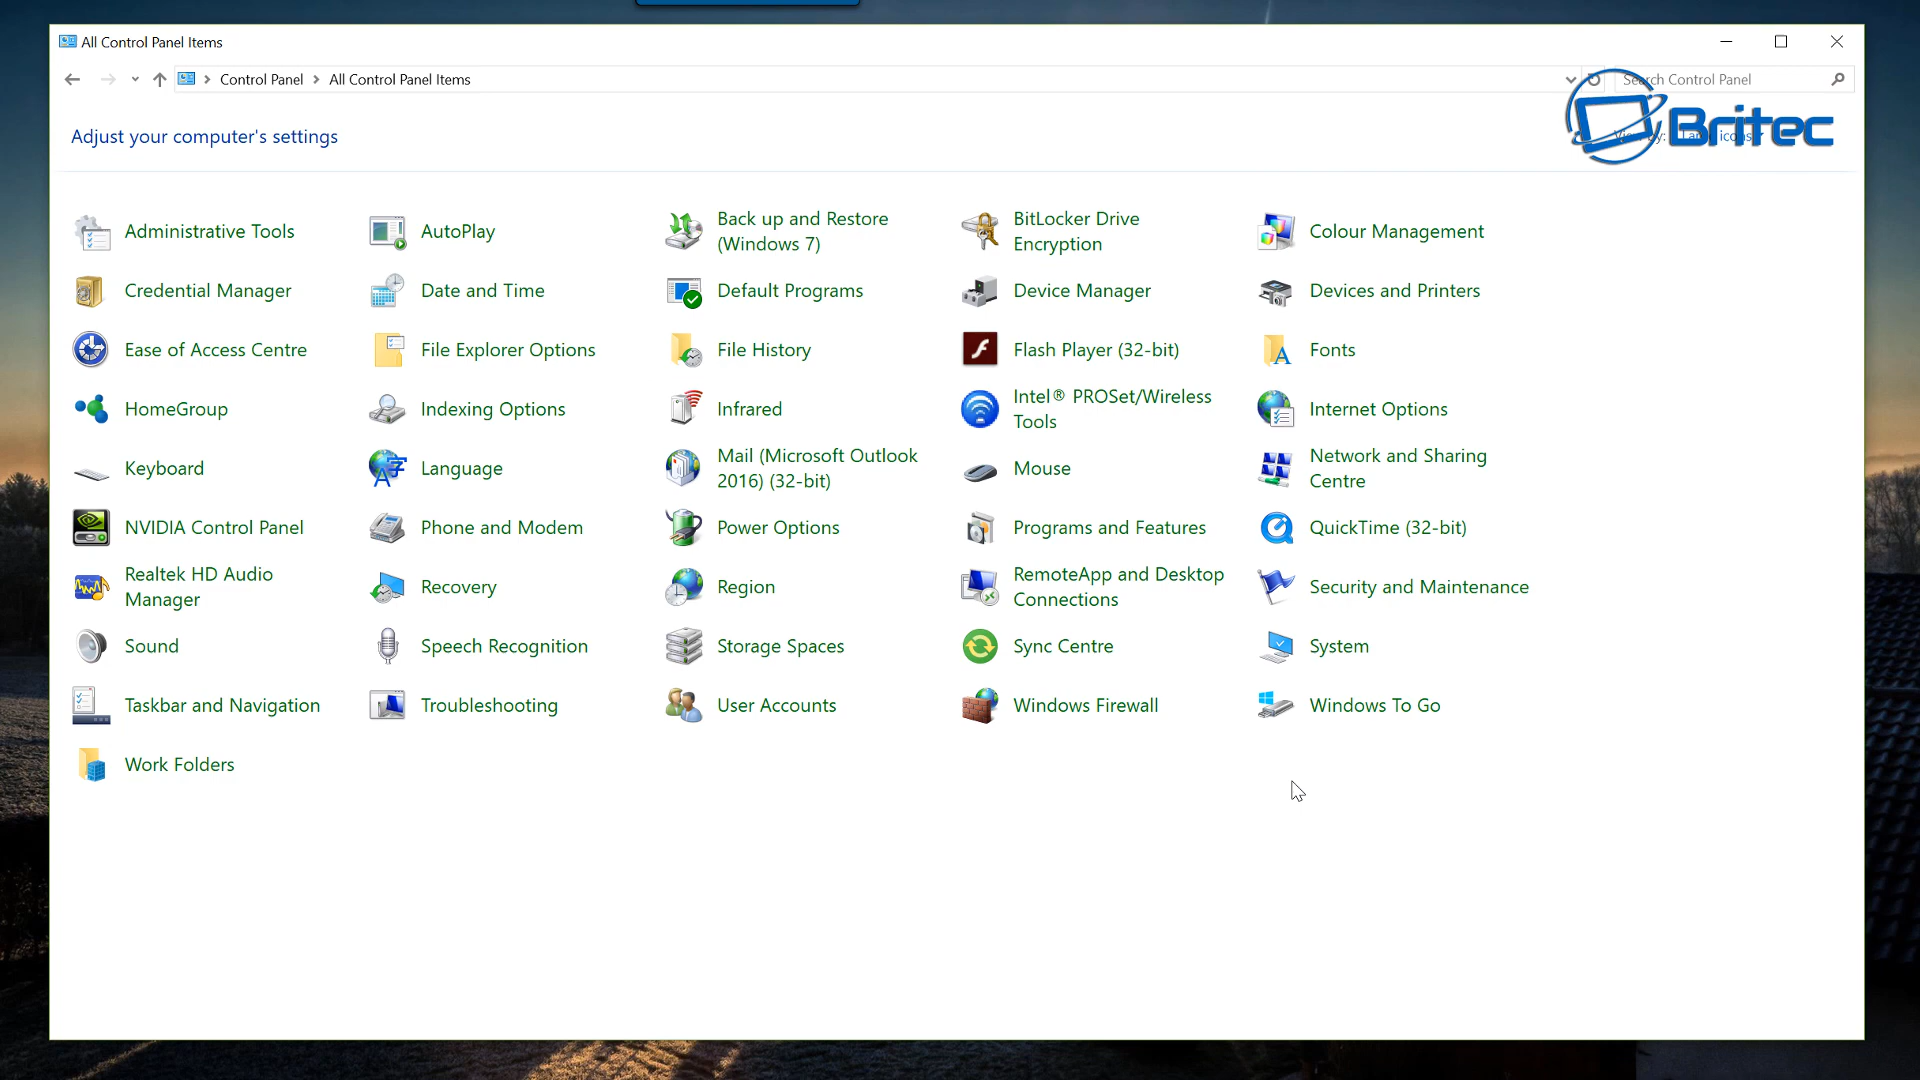 All Control Panel Items
Control Panel > All Control Panel Items
Search Control Panel
Adjust your computer's settings
Britec
Administrative Tools
AutoPlay
Back up and Restore
(Windows 7)
BitLocker Drive
Encryption
Colour Management
Credential Manager
Date and Time
Default Programs
Device Manager
Devices and Printers
Ease of Access Centre
File Explorer Options
File History
Flash Player (32-bit)
Fonts
HomeGroup
Indexing Options
Infrared
Intel® PROSet/Wireless
Tools
Internet Options
Keyboard
Language
Mail (Microsoft Outlook
2016) (32-bit)
Mouse
Network and Sharing
Centre
NVIDIA Control Panel
Phone and Modem
Power Options
Programs and Features
QuickTime (32-bit)
Realtek HD Audio
Manager
Recovery
Region
RemoteApp and Desktop
Connections
Security and Maintenance
Sound
Speech Recognition
Storage Spaces
Sync Centre
System
Taskbar and Navigation
Troubleshooting
User Accounts
Windows Firewall
Windows To Go
Work Folders